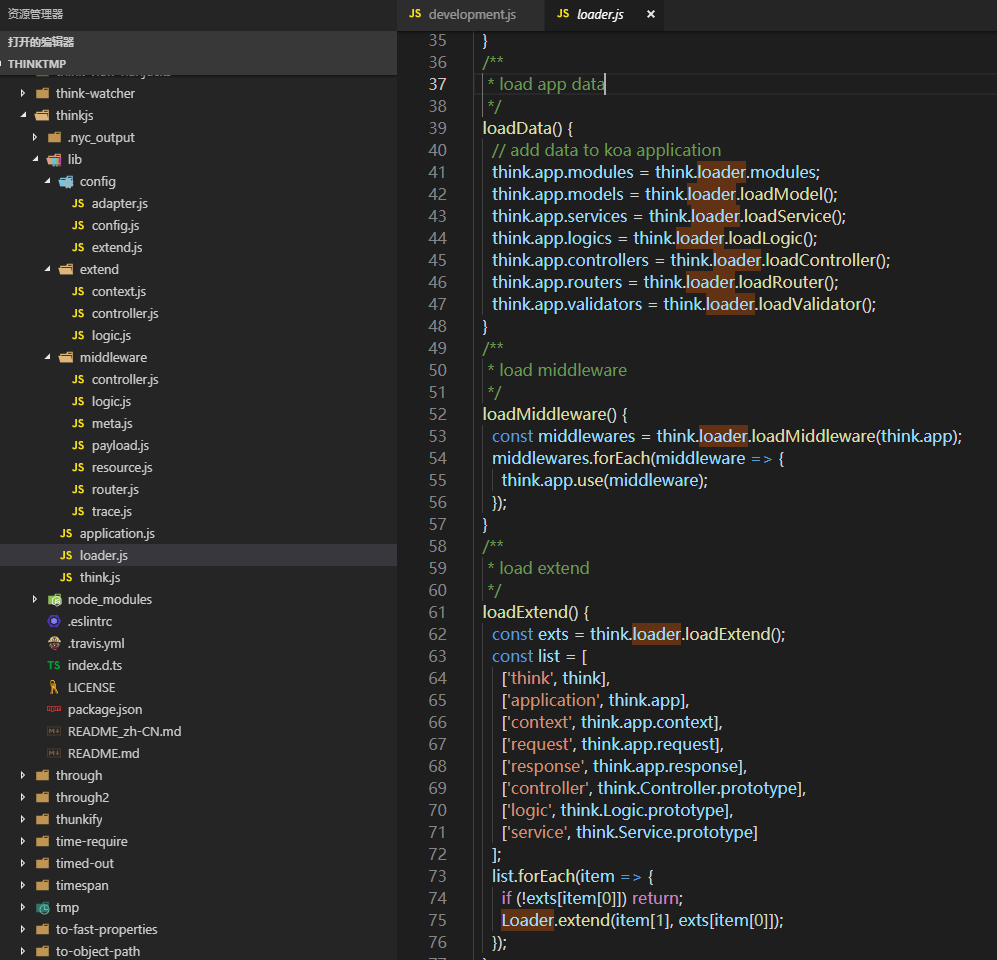 资源管理器
打开的编辑器
THINKTMP
think-watcher
thinkjs
.nyc_output
lib
config
JS adapter.js
JS config.js
JS extend.js
extend
JS context.js
JS controller.js
JS logic.js
middleware
JS controller.js
JS logic.js
JS meta.js
JS payload.js
JS resource.js
JS router.js
JS trace.js
JS application.js
JS loader.js
JS think.js
node_modules
.eslintrc
.travis.yml
TS index.d.ts
LICENSE
package.json
README_zh-CN.md
README.md
through
through2
thunkify
time-require
timed-out
timespan
tmp
to-fast-properties
to-object-path
JS development.js JS loader.js ×
35 }
36 /**
37 * load app data
38 */
39 loadData() {
40 // add data to koa application
41 think.app.modules = think.loader.modules;
42 think.app.models = think.loader.loadModel();
43 think.app.services = think.loader.loadService();
44 think.app.logics = think.loader.loadLogic();
45 think.app.controllers = think.loader.loadController();
46 think.app.routers = think.loader.loadRouter();
47 think.app.validators = think.loader.loadValidator();
48 }
49 /**
50 * load middleware
51 */
52 loadMiddleware() {
53 const middlewares = think.loader.loadMiddleware(think.app);
54 middlewares.forEach(middleware => {
55 think.app.use(middleware);
56 });
57 }
58 /**
59 * load extend
60 */
61 loadExtend() {
62 const exts = think.loader.loadExtend();
63 const list = [
64 ['think', think],
65 ['application', think.app],
66 ['context', think.app.context],
67 ['request', think.app.request],
68 ['response', think.app.response],
69 ['controller', think.Controller.prototype],
70 ['logic', think.Logic.prototype],
71 ['service', think.Service.prototype]
72 ];
73 list.forEach(item => {
74 if (!exts[item[0]]) return;
75 Loader.extend(item[1], exts[item[0]]);
76 });